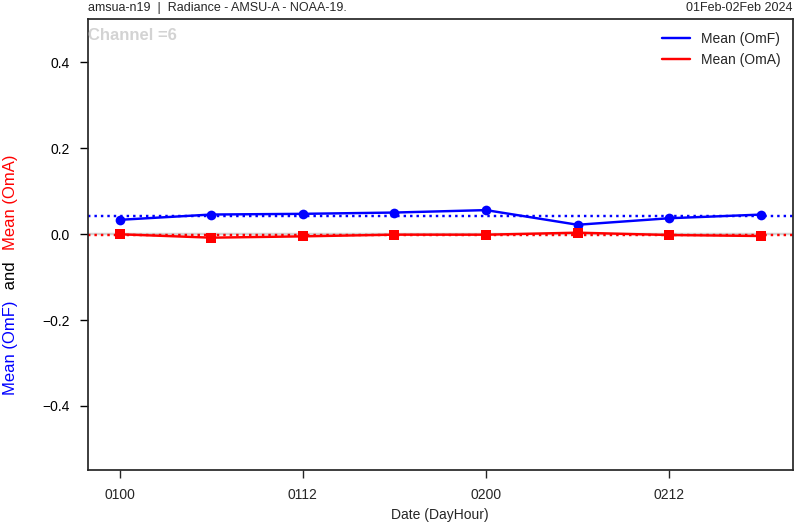 amsua-n19 | Radiance - AMSU-A - NOAA-19. 01Feb-02Feb 2024
Channel =6
Mean (OmF)
Mean (OmA)
0.4
0.2
0.0
−0.2
−0.4
Mean (OmF) and Mean (OmA)
0100 0112 0200 0212
Date (DayHour)